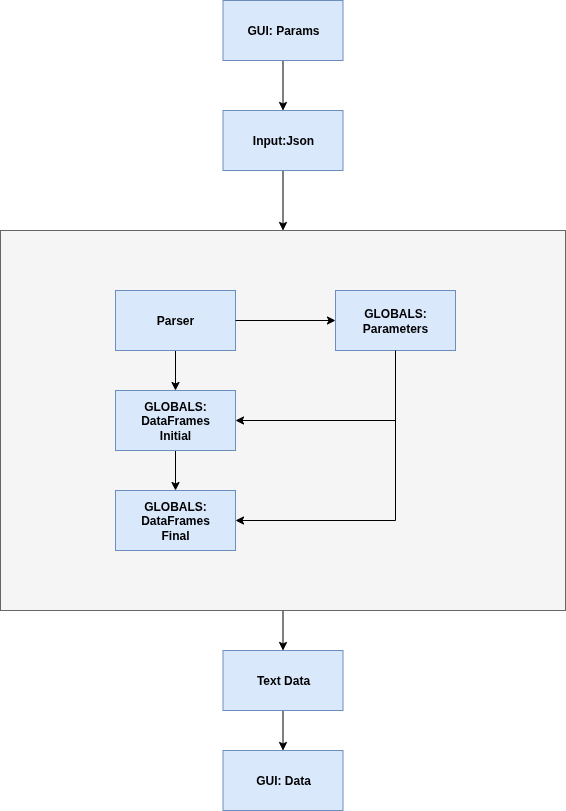 GUI: Params
Input:Json
Parser
GLOBALS:
Parameters
GLOBALS:
DataFrames
Initial
GLOBALS:
DataFrames
Final
Text Data
GUI: Data